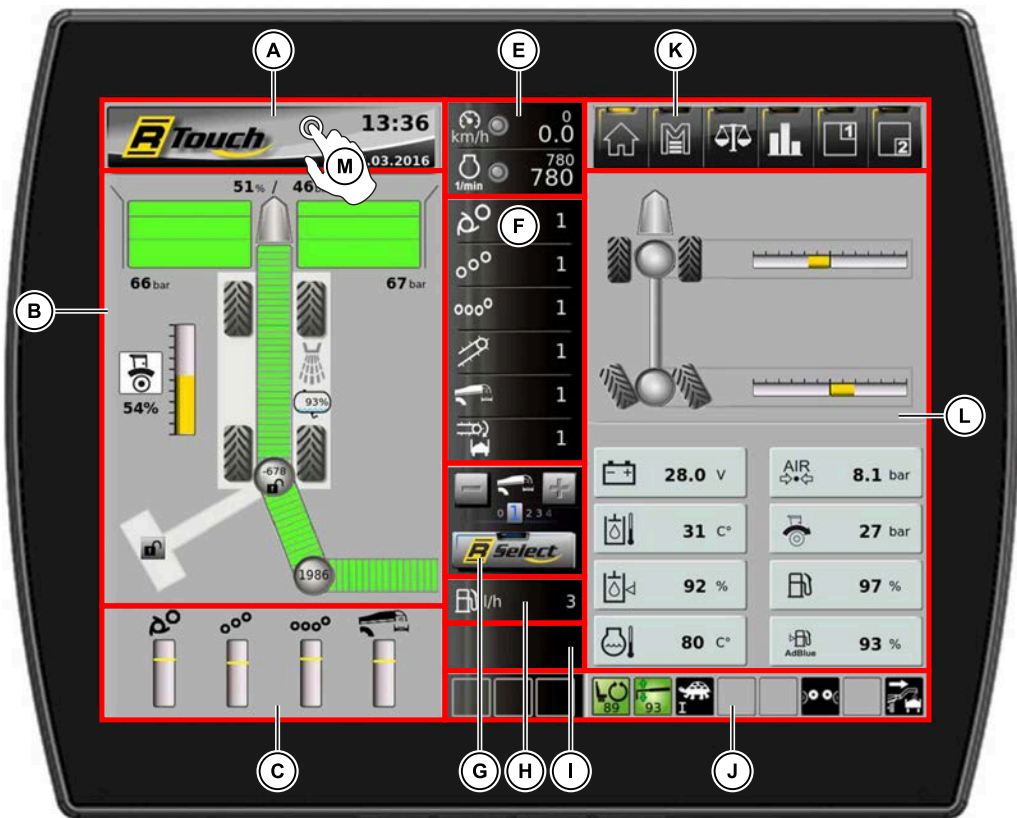 A
E
K
R Touch
13:36
.03.2016
M
km/h
0
0.0
1/min
780
780
1
2
51% / 46
66 bar
67 bar
B
54%
93%
-678
1986
F
1
1
1
1
1
1
L
0 1 2 3 4
R Select
l/h 3
28.0 V
AIR 8.1 bar
31 C°
27 bar
92 %
97 %
80 C°
AdBlue 93 %
89
93
I
C
G
H
I
J